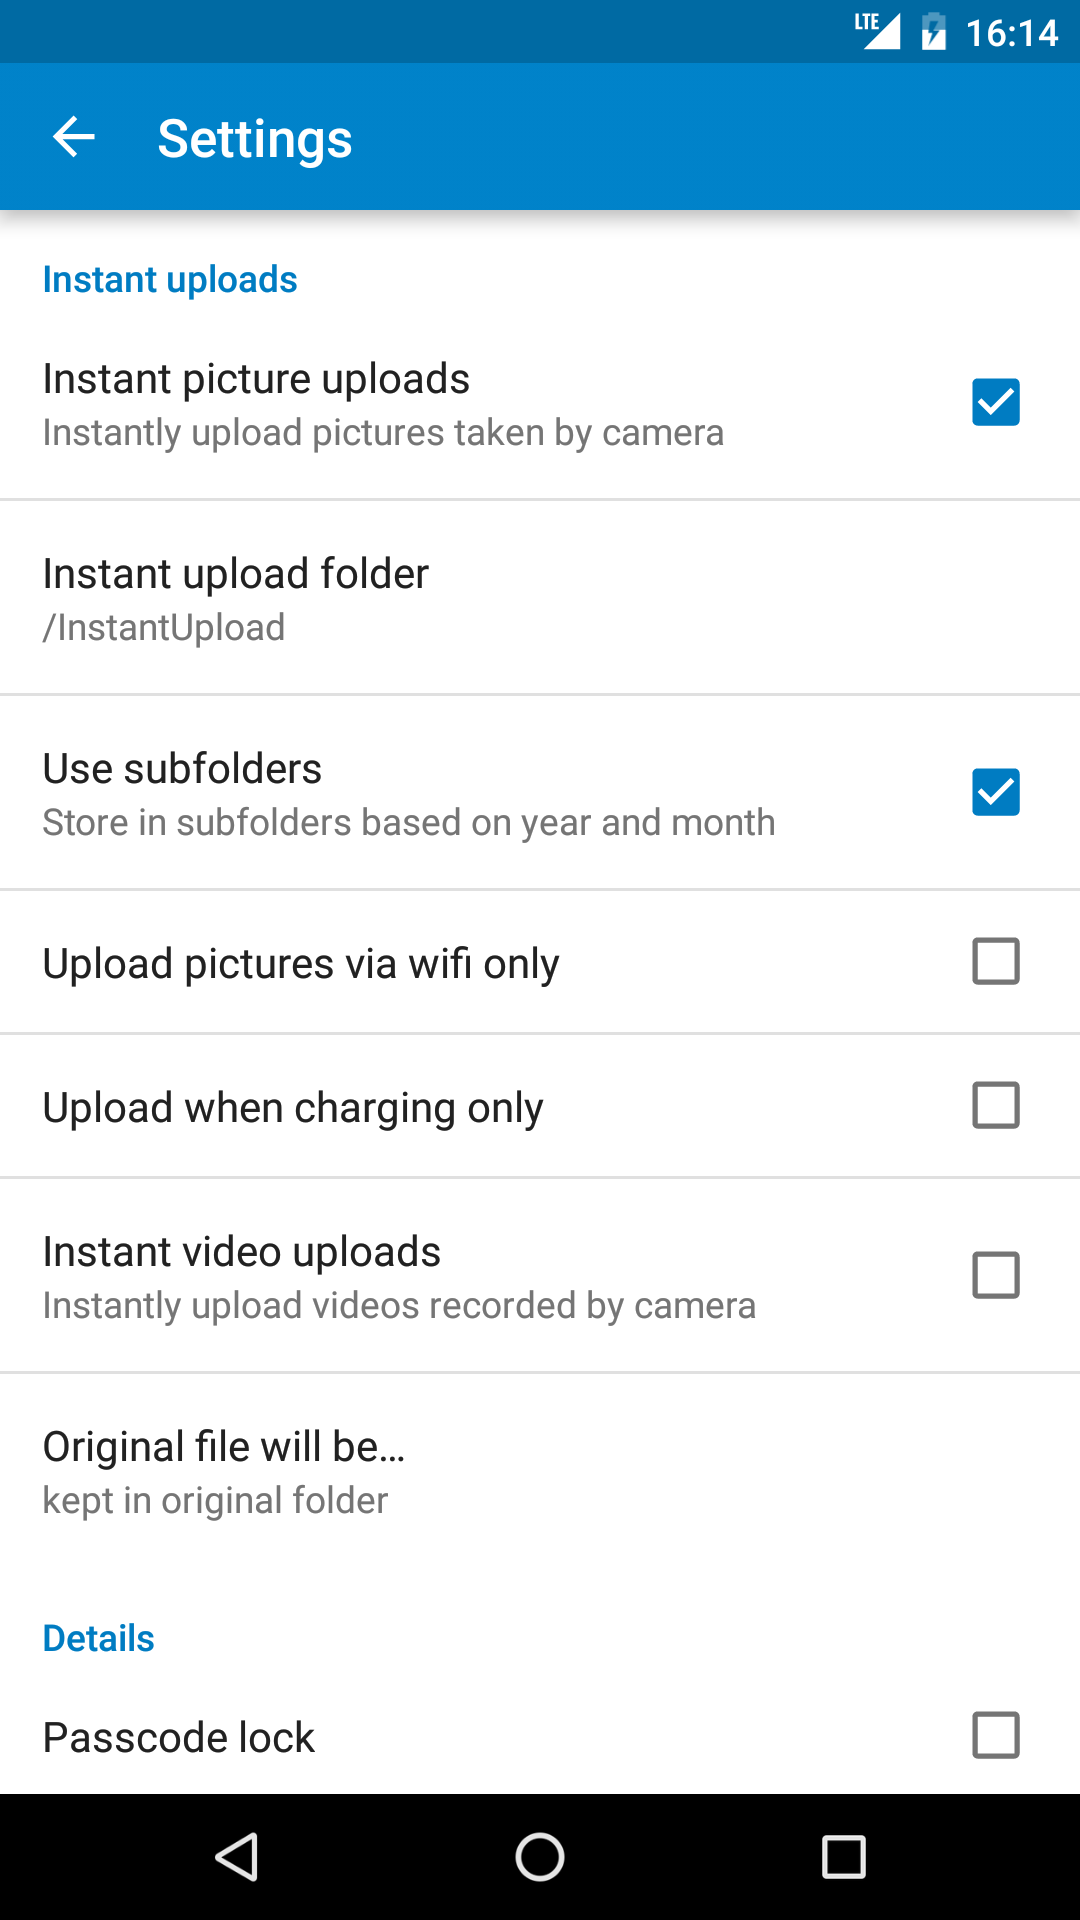 LTE 16:14
Settings
Instant uploads
Instant picture uploads
Instantly upload pictures taken by camera
Instant upload folder
/InstantUpload
Use subfolders
Store in subfolders based on year and month
Upload pictures via wifi only
Upload when charging only
Instant video uploads
Instantly upload videos recorded by camera
Original file will be...
kept in original folder
Details
Passcode lock